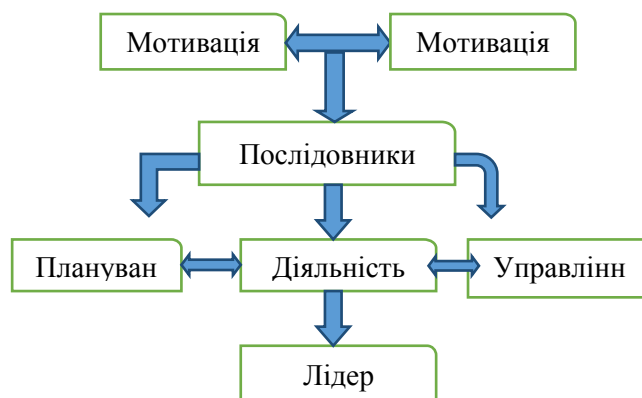 Мотивація
Мотивація
Послідовники
Плануван
Діяльність
Управлінн
Лідер